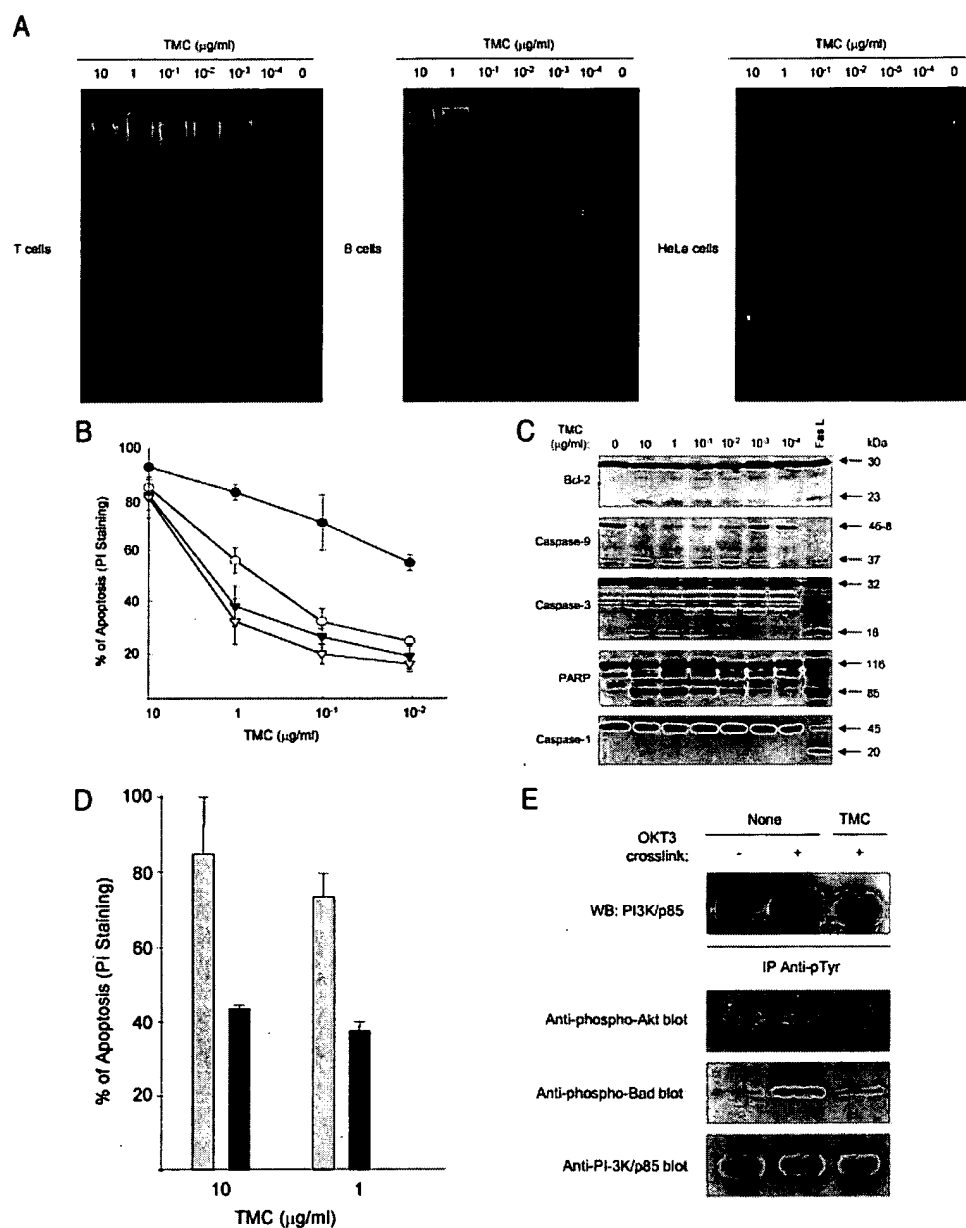 A
TMC (µg/ml)
10 1 10⁻¹ 10⁻² 10⁻³ 10⁻⁴ 0
T cells
TMC (µg/ml)
10 1 10⁻¹ 10⁻² 10⁻³ 10⁻⁴ 0
B cells
TMC (µg/ml)
10 1 10⁻¹ 10⁻² 10⁻³ 10⁻⁴ 0
HeLa cells
B
% of Apoptosis (PI Staining)
100
80
60
40
20
10 1 10⁻¹ 10⁻²
TMC (µg/ml)
C
TMC
(µg/ml):
0 10 1 10⁻¹ 10⁻² 10⁻³ 10⁻⁴ Fas L kDa
Bcl-2
30
23
Caspase-9
46-8
37
Caspase-3
32
18
PARP
116
85
Caspase-1
45
20
D
% of Apoptosis (PI Staining)
100
80
60
40
20
10 1
TMC (µg/ml)
E
None TMC
OKT3
crosslink:
- + +
WB: PI3K/p85
IP Anti-pTyr
Anti-phospho-Akt blot
Anti-phospho-Bad blot
Anti-PI-3K/p85 blot